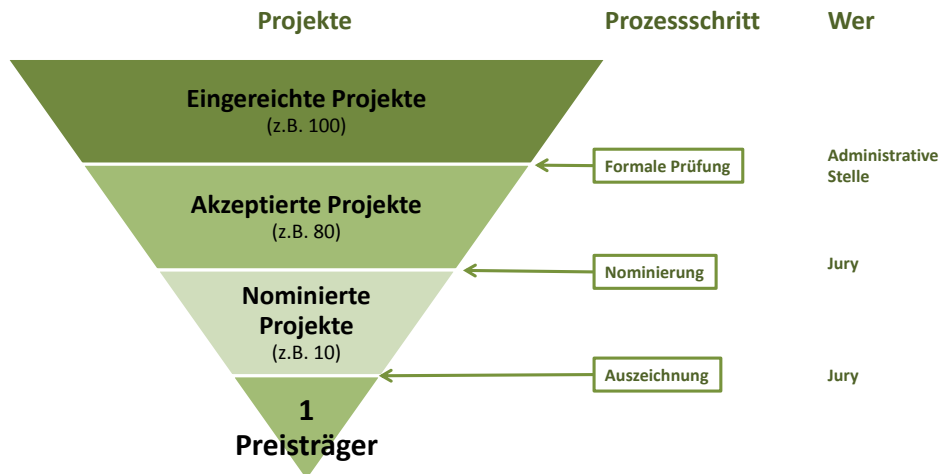 Projekte
Prozessschritt
Wer
Eingereichte Projekte
(z.B. 100)
Formale Prüfung
Administrative
Stelle
Akzeptierte Projekte
(z.B. 80)
Nominierung
Jury
Nominierte
Projekte
(z.B. 10)
Auszeichnung
Jury
1
Preisträger